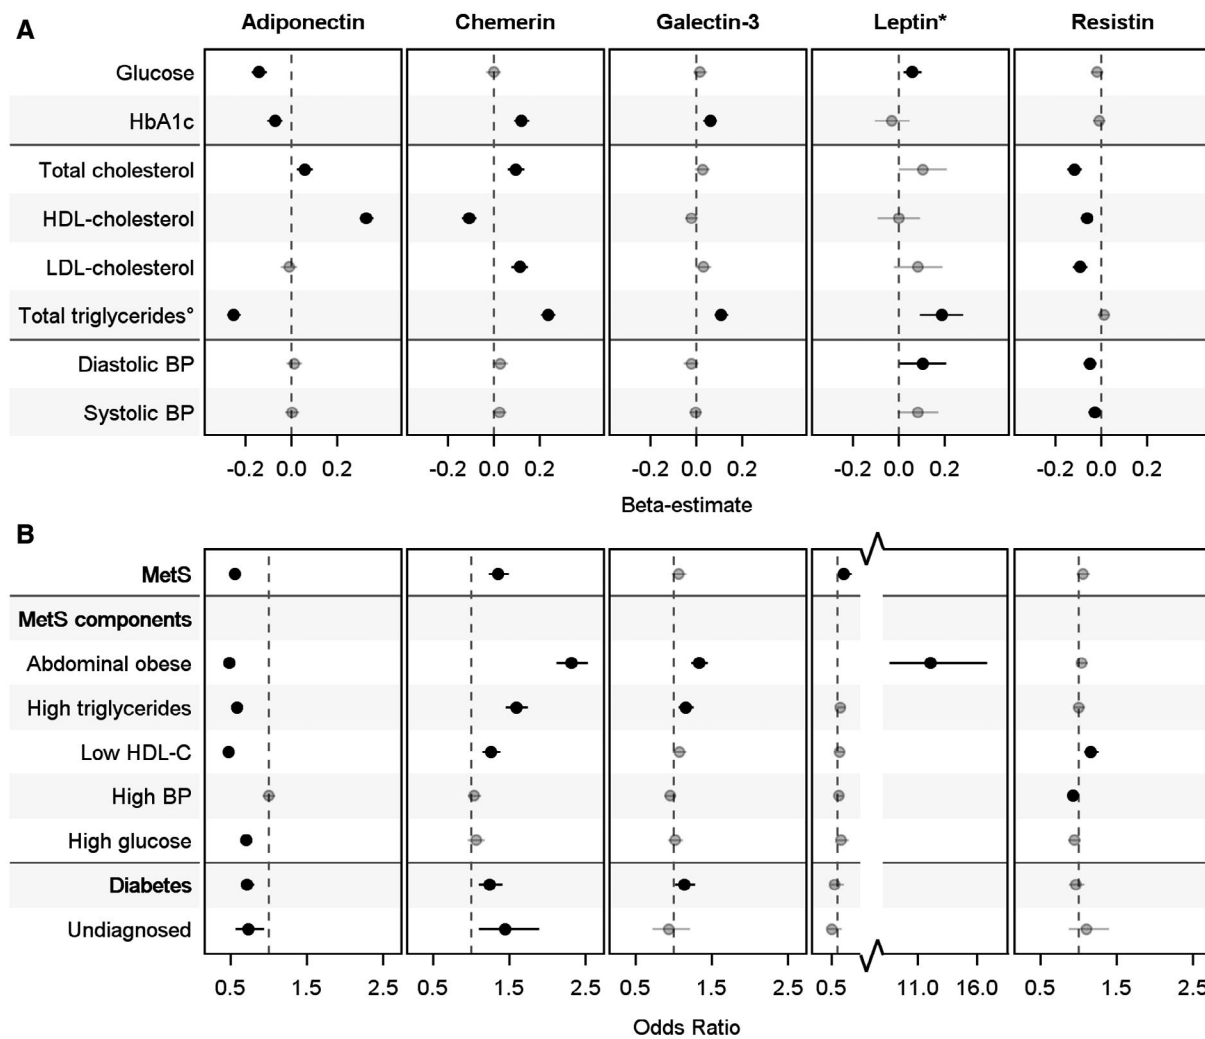 A
Adiponectin Chemerin Galectin-3 Leptin* Resistin
Glucose
HbA1c
Total cholesterol
HDL-cholesterol
LDL-cholesterol
Total triglycerides°
Diastolic BP
Systolic BP
-0.2 0.0 0.2 -0.2 0.0 0.2 -0.2 0.0 0.2 -0.2 0.0 0.2 -0.2 0.0 0.2
Beta-estimate
B
MetS
MetS components
Abdominal obese
High triglycerides
Low HDL-C
High BP
High glucose
Diabetes
Undiagnosed
0.5 1.5 2.5 0.5 1.5 2.5 0.5 1.5 2.5 0.5 11.0 16.0 0.5 1.5 2.5
Odds Ratio